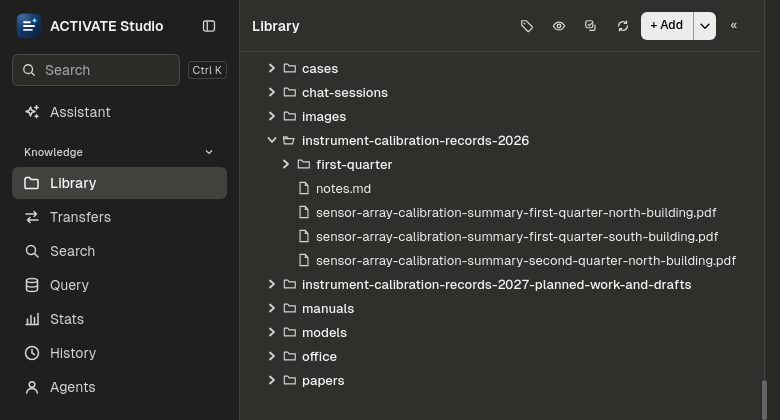 ACTIVATE Studio
Search
Ctrl K
Assistant
Knowledge
Library
Transfers
Search
Query
Stats
History
Agents
Library
+ Add
«
cases
chat-sessions
images
instrument-calibration-records-2026
first-quarter
notes.md
sensor-array-calibration-summary-first-quarter-north-building.pdf
sensor-array-calibration-summary-first-quarter-south-building.pdf
sensor-array-calibration-summary-second-quarter-north-building.pdf
instrument-calibration-records-2027-planned-work-and-drafts
manuals
models
office
papers